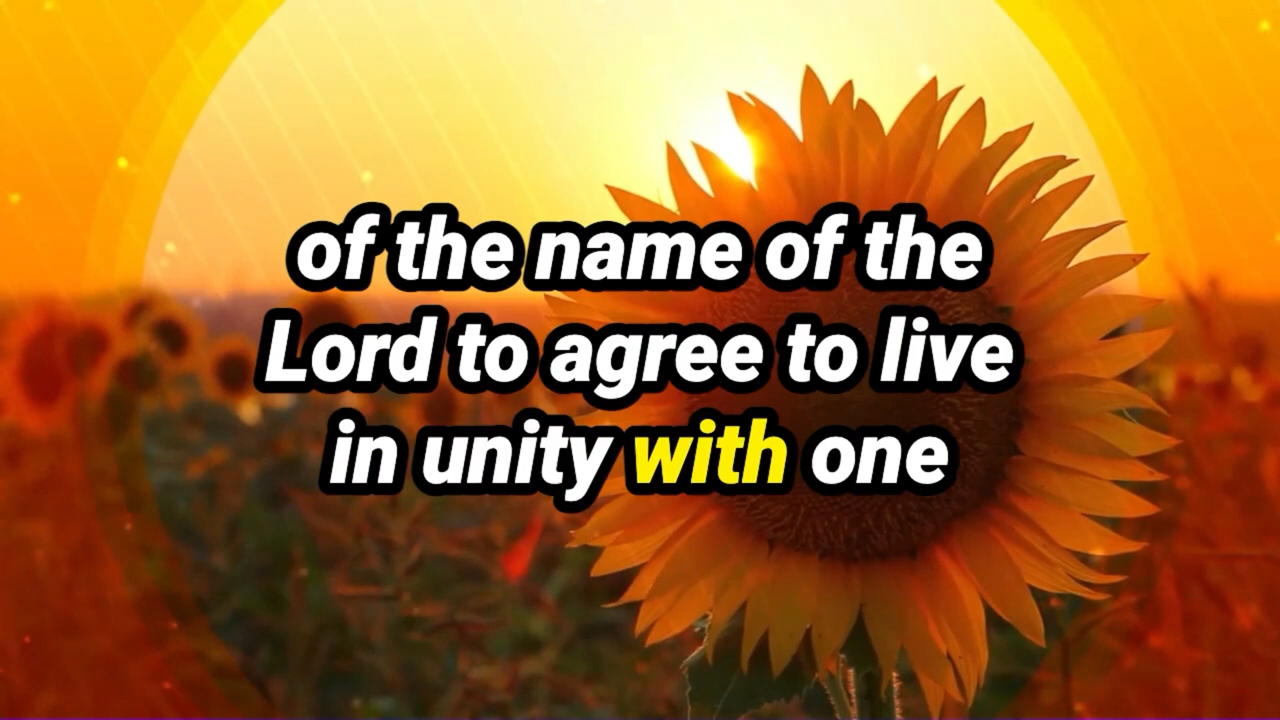 of the name of the
Lord to agree to live
in unity with one